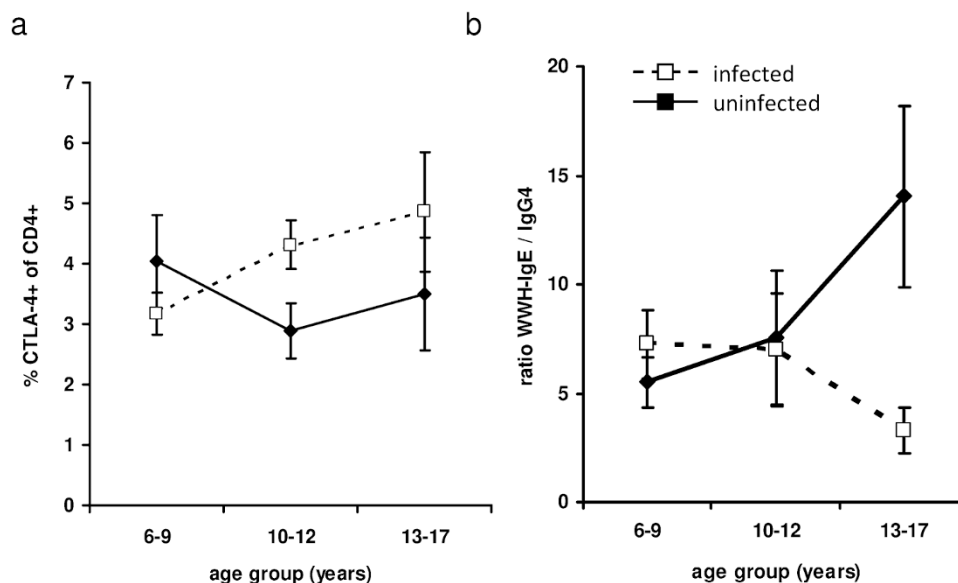 a
7
6
5
4
3
2
1
0
% CTLA-4+ of CD4+
6-9
10-12
13-17
age group (years)
b
infected
uninfected
20
15
10
5
0
ratio WWH-IgE / IgG4
6-9
10-12
13-17
age group (years)